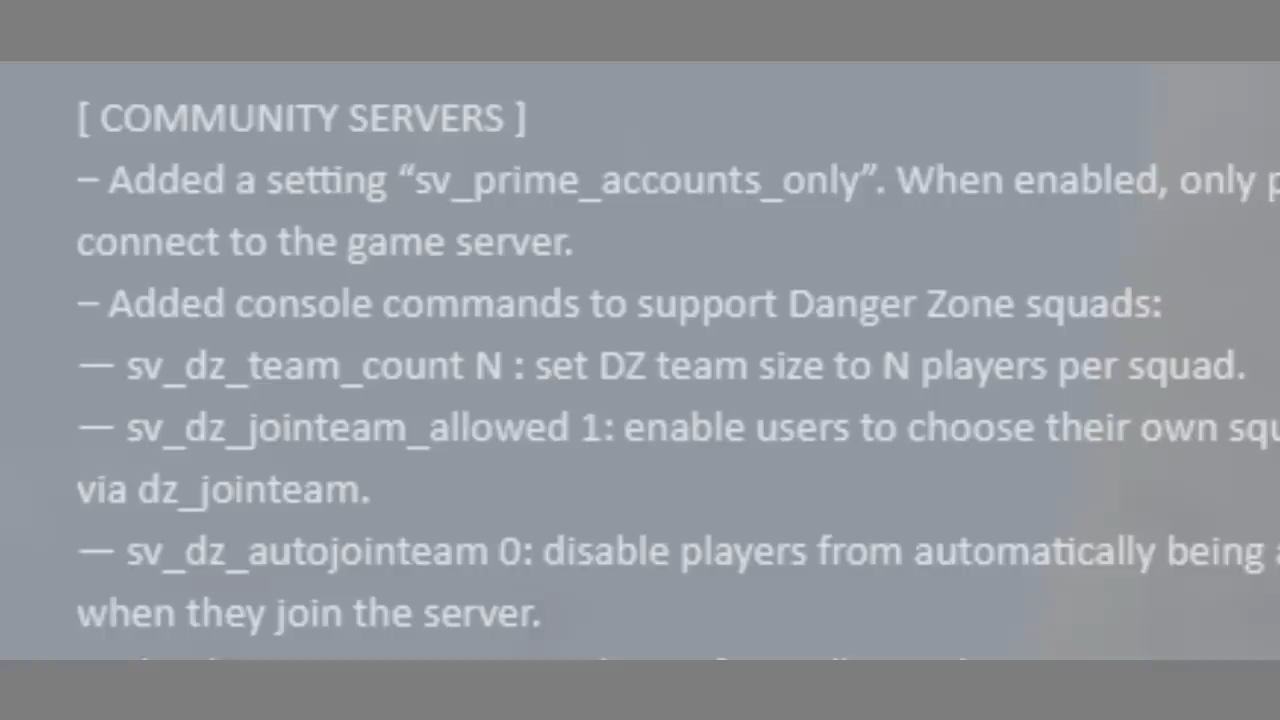 [ COMMUNITY SERVERS ]
– Added a setting “sv_prime_accounts_only”. When enabled, only
connect to the game server.
– Added console commands to support Danger Zone squads:
— sv_dz_team_count N : set DZ team size to N players per squad.
— sv_dz_jointeam_allowed 1: enable users to choose their own
via dz_jointeam.
— sv_dz_autojointeam 0: disable players from automatically being
when they join the server.